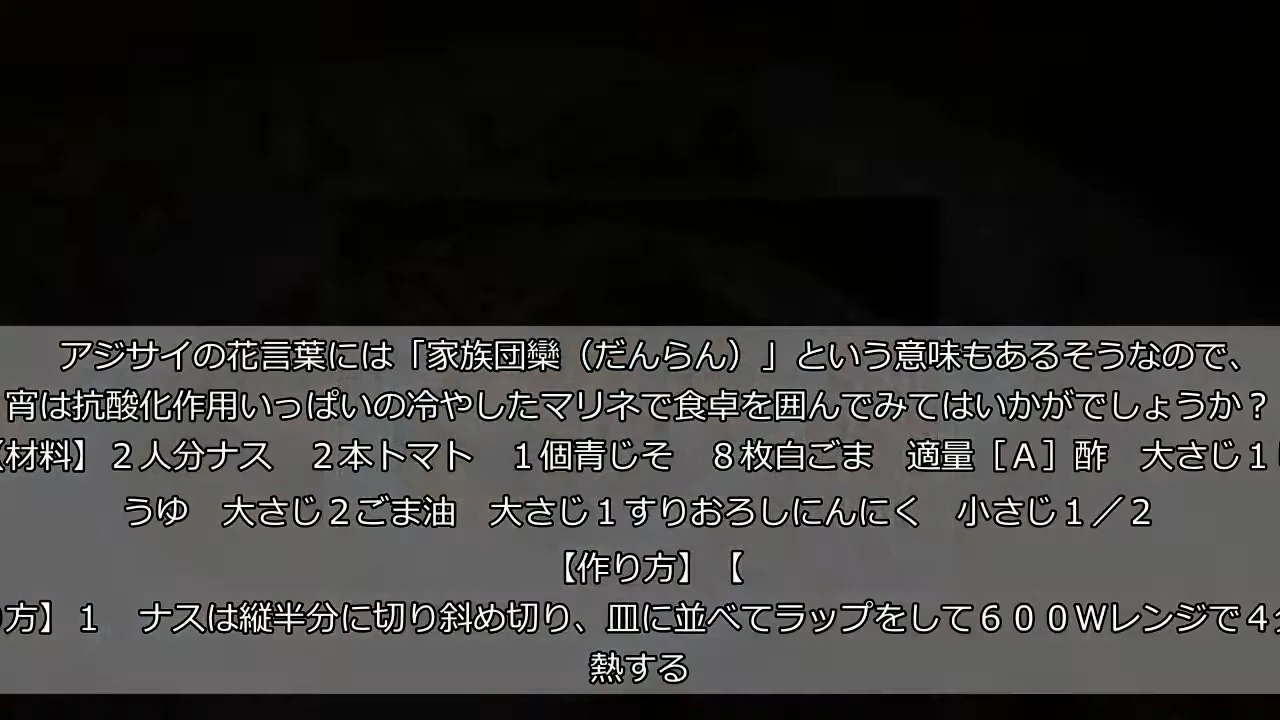 アジサイの花言葉には「家族団欒（だんらん）」という意味もあるそうなので、
宵は抗酸化作用いっぱいの冷やしたマリネで食卓を囲んでみてはいかがでしょうか？
【材料】２人分ナス　２本トマト　１個青じそ　８枚白ごま　適量［Ａ］酢　大さじ１
うゆ　大さじ２ごま油　大さじ１すりおろしにんにく　小さじ１／２
【作り方】【
方】１　ナスは縦半分に切り斜め切り、皿に並べてラップをして６００Ｗレンジで４
熱する